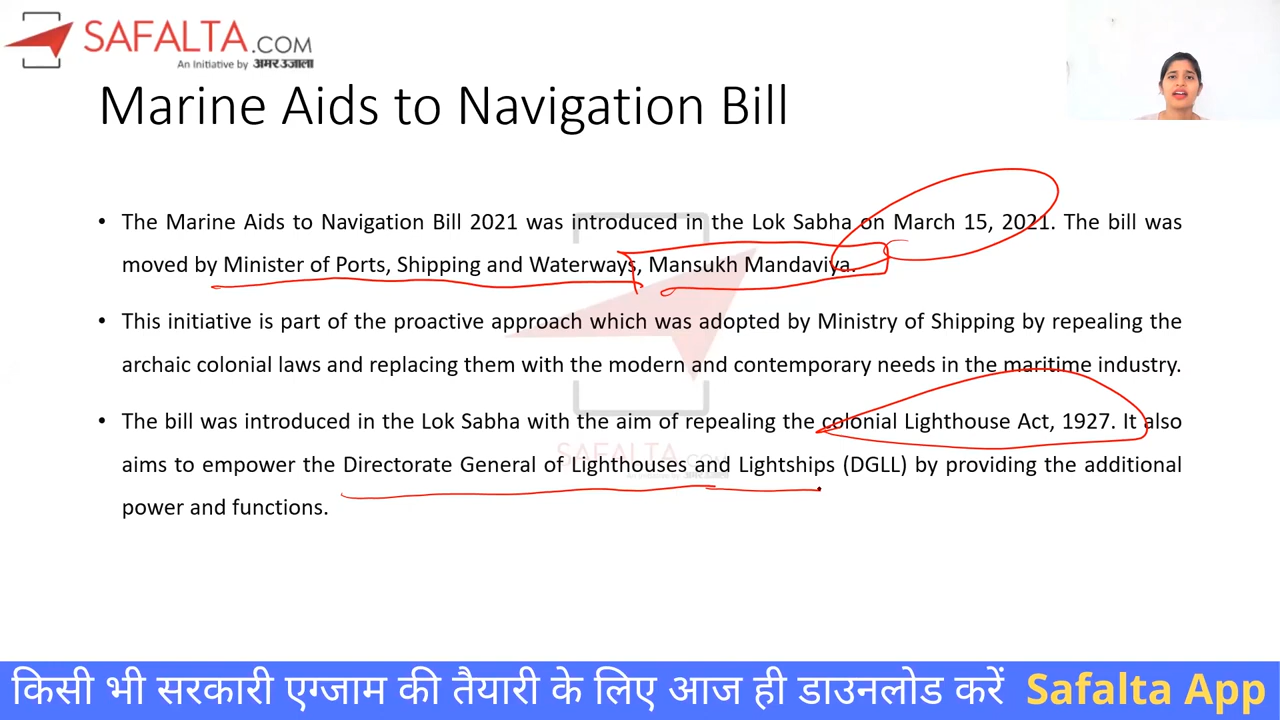 SAFALTA.COM
An Initiative by अमर उजाला
Marine Aids to Navigation Bill
• The Marine Aids to Navigation Bill 2021 was introduced in the Lok Sabha on March 15, 2021. The bill was
moved by Minister of Ports, Shipping and Waterways, Mansukh Mandaviya.
• This initiative is part of the proactive approach which was adopted by Ministry of Shipping by repealing the
archaic colonial laws and replacing them with the modern and contemporary needs in the maritime industry.
• The bill was introduced in the Lok Sabha with the aim of repealing the colonial Lighthouse Act, 1927. It also
aims to empower the Directorate General of Lighthouses and Lightships (DGLL) by providing the additional
power and functions.
SAFALTA
किसी भी सरकारी एग्जाम की तैयारी के लिए आज ही डाउनलोड करें Safalta App